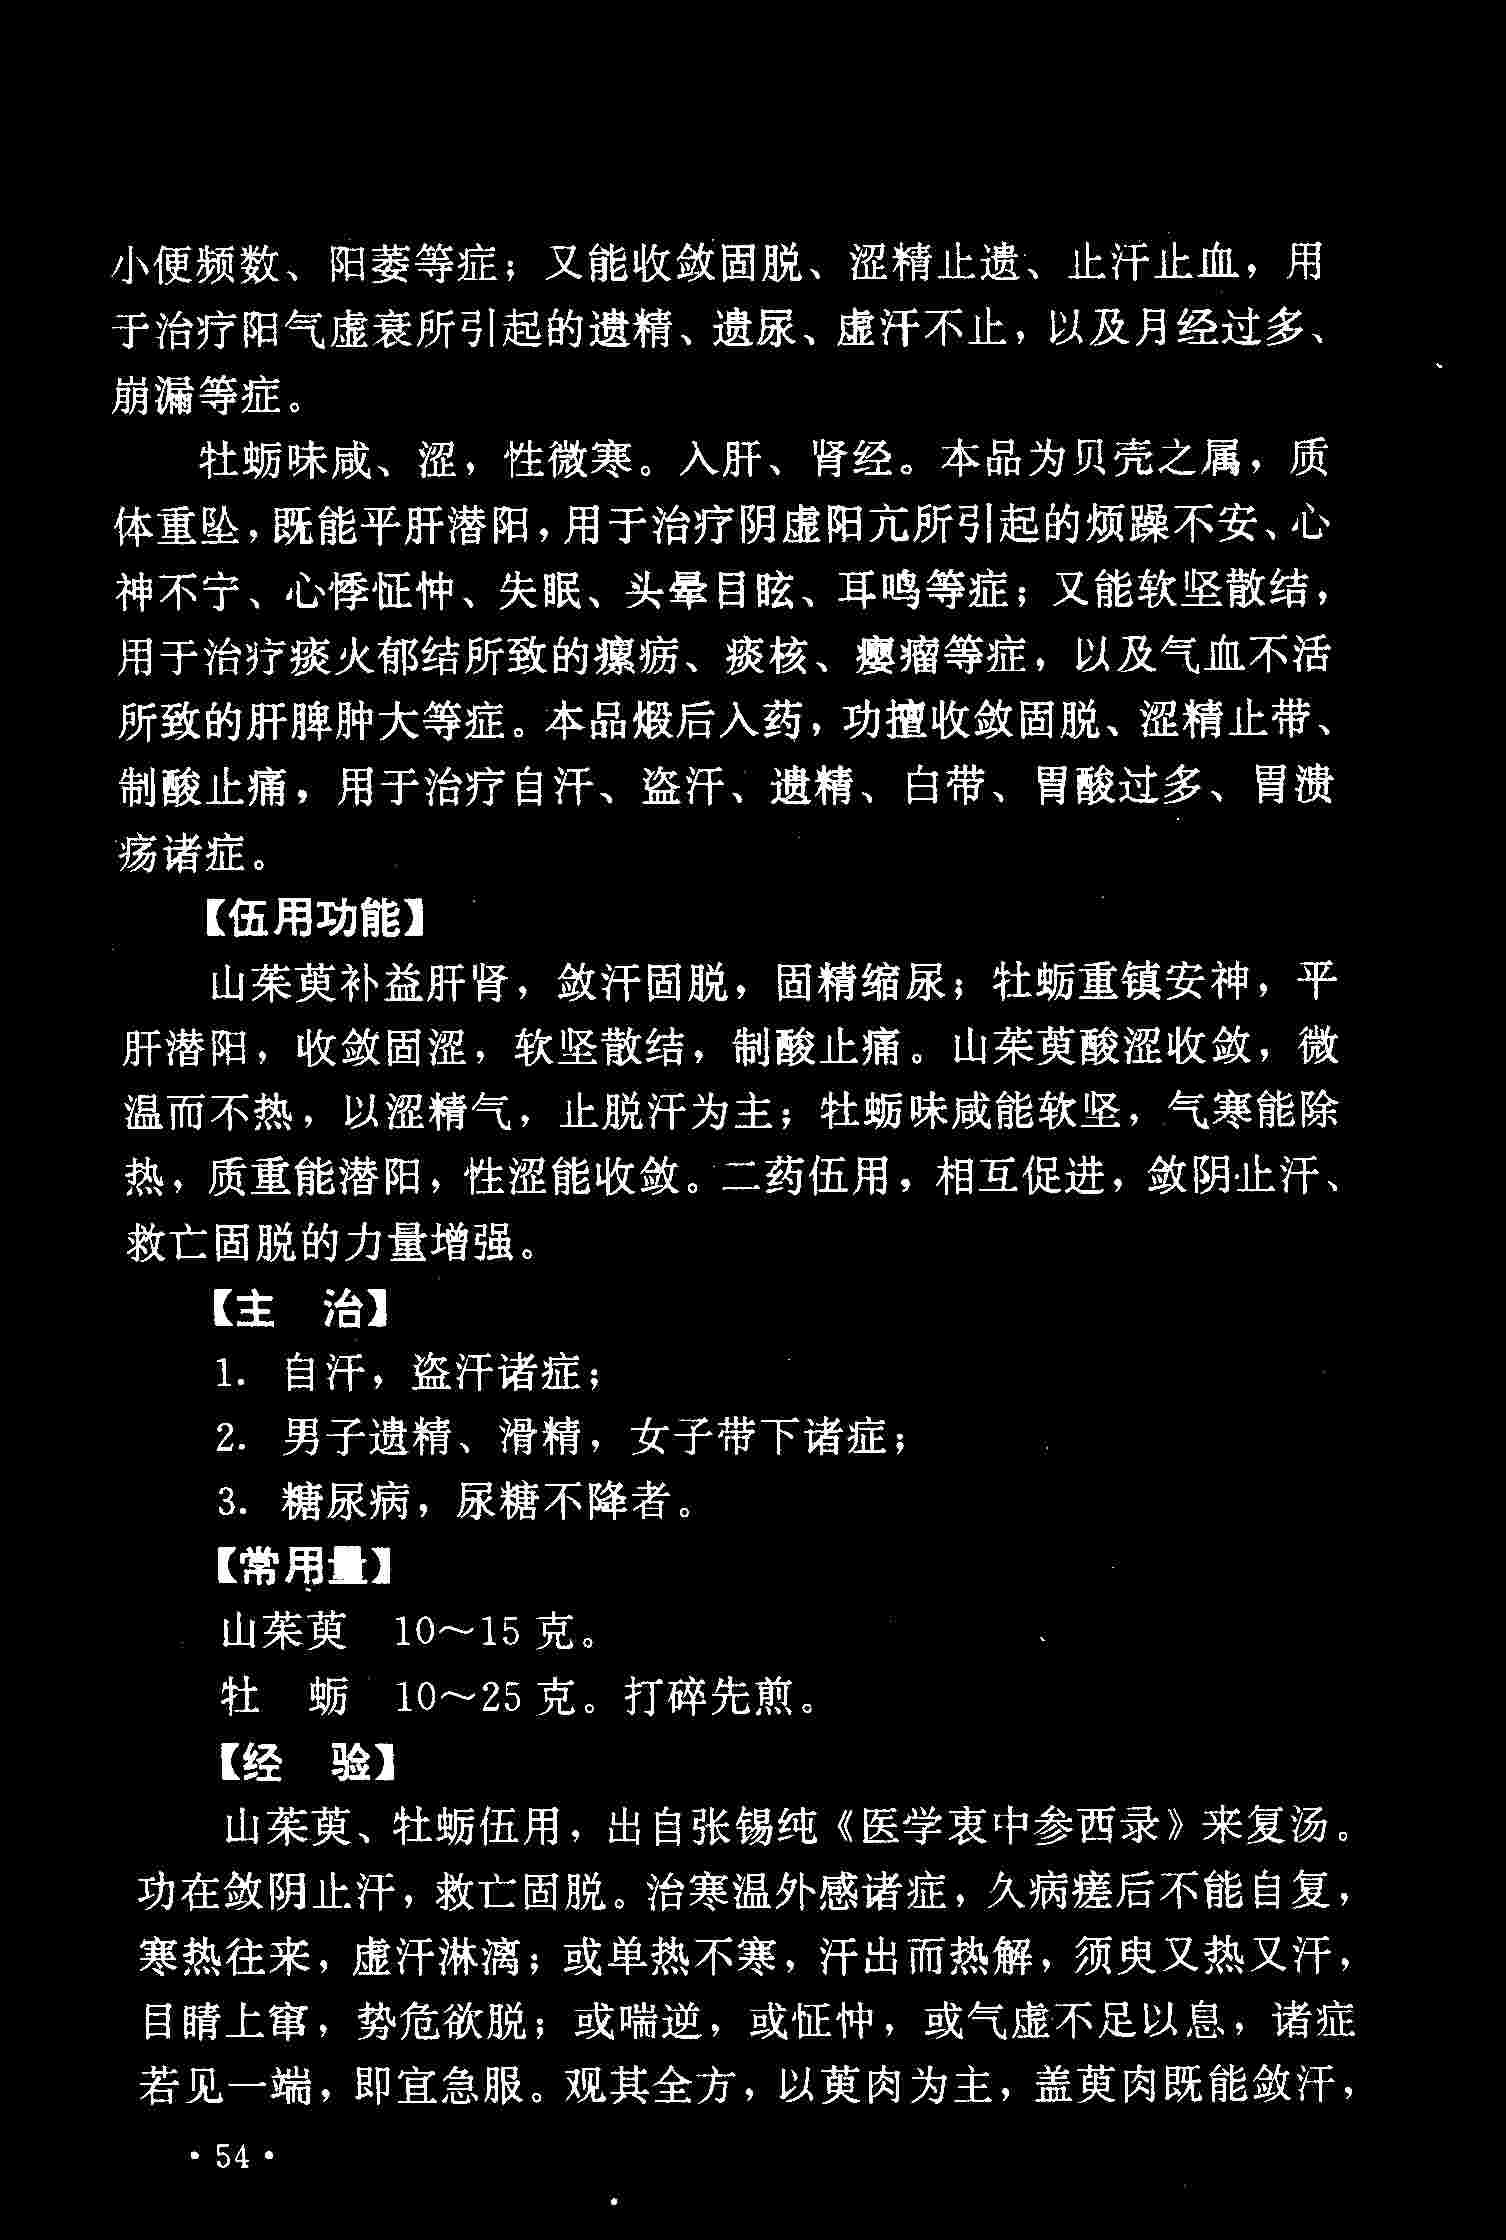 小便频数、阳萎等症；又能收敛固脱、涩精止遗、止汗止血，用
于治疗阳气虚衰所引起的遗精、遗尿、虚汗不止，以及月经过多、
崩漏等症。
牡蛎味咸、涩，性微寒。入肝、肾经。本品为贝壳之属，质
体重坠，既能平肝潜阳，用于治疗阴虚阳亢所引起的烦躁不安、心
神不宁、心悸怔忡、失眠、头晕目眩、耳鸣等症；又能软坚散结，
用于治疗痰火郁结所致的瘰疬、痰核、瘿瘤等症，以及气血不活
所致的肝脾肿大等症。本品煅后入药，功擅收敛固脱、涩精止带、
制酸止痛，用于治疗自汗、盗汗、遗精、白带、胃酸过多、胃溃
疡诸症。
【伍用功能】
山茱萸补益肝肾，敛汗固脱，固精缩尿；牡蛎重镇安神，平
肝潜阳，收敛固涩，软坚散结，制酸止痛。山茱萸酸涩收敛，微
温而不热，以涩精气，止脱汗为主；牡蛎味咸能软坚，气寒能除
热，质重能潜阳，性涩能收敛。二药伍用，相互促进，敛阴止汗、
救亡固脱的力量增强。
【主　治】
1. 自汗，盗汗诸症；
2. 男子遗精、滑精，女子带下诸症；
3. 糖尿病，尿糖不降者。
【常用量】
山茱萸　10～15 克。
牡　蛎　10～25 克。打碎先煎。
【经　验】
山茱萸、牡蛎伍用，出自张锡纯《医学衷中参西录》来复汤。
功在敛阴止汗，救亡固脱。治寒温外感诸症，久病瘥后不能自复，
寒热往来，虚汗淋漓；或单热不寒，汗出而热解，须臾又热又汗，
目睛上窜，势危欲脱；或喘逆，或怔忡，或气虚不足以息，诸症
若见一端，即宜急服。观其全方，以萸肉为主，盖萸肉既能敛汗，
· 54 ·